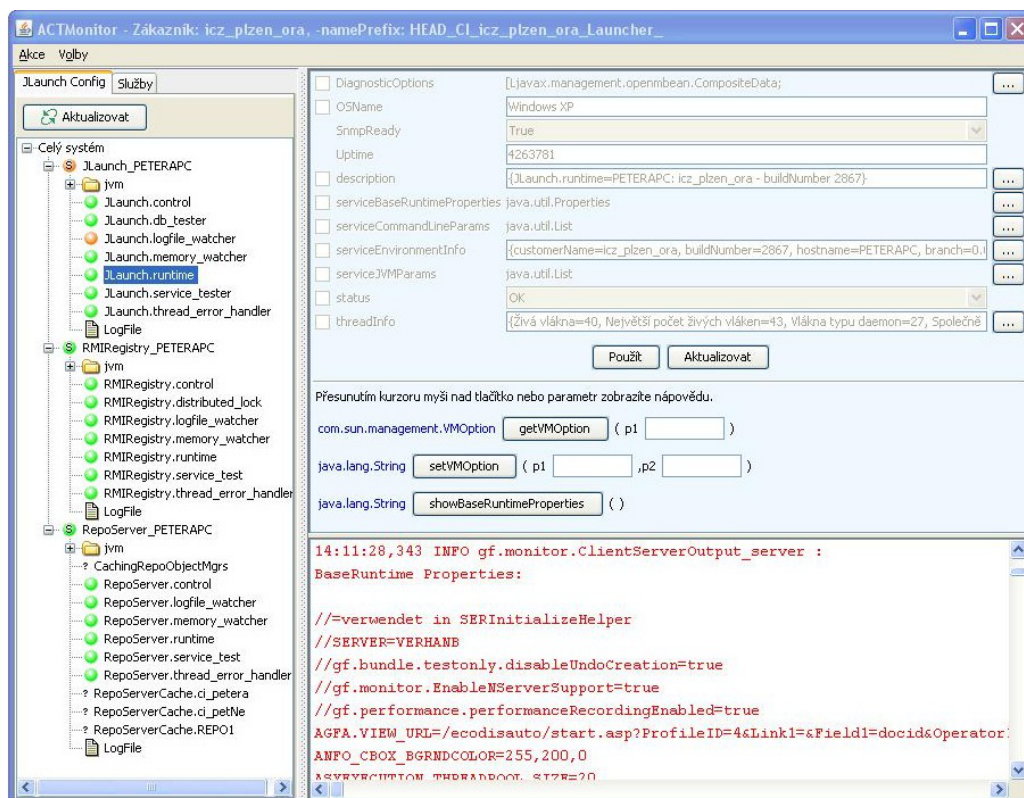 ACTMonitor - Zákazník: icz_plzen_ora, -namePrefix: HEAD_CI_icz_plzen_ora_Launcher_
Akce Volby
JLaunch Config Služby
Aktualizovat
Celý systém
S JLaunch_PETERAPC
jvm
JLaunch.control
JLaunch.db_tester
JLaunch.logfile_watcher
JLaunch.memory_watcher
JLaunch.runtime
JLaunch.service_tester
JLaunch.thread_error_handler
LogFile
S RMIRegistry_PETERAPC
jvm
RMIRegistry.control
RMIRegistry.distributed_lock
RMIRegistry.logfile_watcher
RMIRegistry.memory_watcher
RMIRegistry.runtime
RMIRegistry.service_test
RMIRegistry.thread_error_handler
LogFile
S RepoServer_PETERAPC
jvm
? CachingRepoObjectMgrs
RepoServer.control
RepoServer.logfile_watcher
RepoServer.memory_watcher
RepoServer.runtime
RepoServer.service_test
RepoServer.thread_error_handler
? RepoServerCache.ci_petera
? RepoServerCache.ci_petNe
? RepoServerCache.REPO1
LogFile
DiagnosticOptions [Ljavax.management.openmbean.CompositeData; ...
OSName Windows XP
SnmpReady True
Uptime 4263781
description {JLaunch.runtime=PETERAPC: icz_plzen_ora - buildNumber 2867} ...
serviceBaseRuntimeProperties java.util.Properties ...
serviceCommandLineParams java.util.List ...
serviceEnvironmentInfo {customerName=icz_plzen_ora, buildNumber=2867, hostname=PETERAPC, branch=0.0 ...
serviceJVMParams java.util.List ...
status OK
threadInfo {Živá vlákna=40, Největší počet živých vláken=43, Vlákna typu daemon=27, Společně ...
Použít Aktualizovat
Přesunutím kurzoru myši nad tlačítko nebo parametr zobrazíte nápovědu.
com.sun.management.VMOption getVMOption ( p1 )
java.lang.String setVMOption ( p1 ,p2 )
java.lang.String showBaseRuntimeProperties ( )
14:11:28,343 INFO gf.monitor.ClientServerOutput_server :
BaseRuntime Properties:
//=verwendet in SERInitializeHelper
//SERVER=VERHANB
//gf.bundle.testonly.disableUndoCreation=true
//gf.monitor.EnableNServerSupport=true
//gf.performance.performanceRecordingEnabled=true
AGFA.VIEW_URL=/ecodisauto/start.asp?ProfileID=4&Link1=&Field1=docid&Operator1
ANFO_CBOX_BGRNDCOLOR=255,200,0
ASYEXECUTION_THREADPOOL_SIZE=20